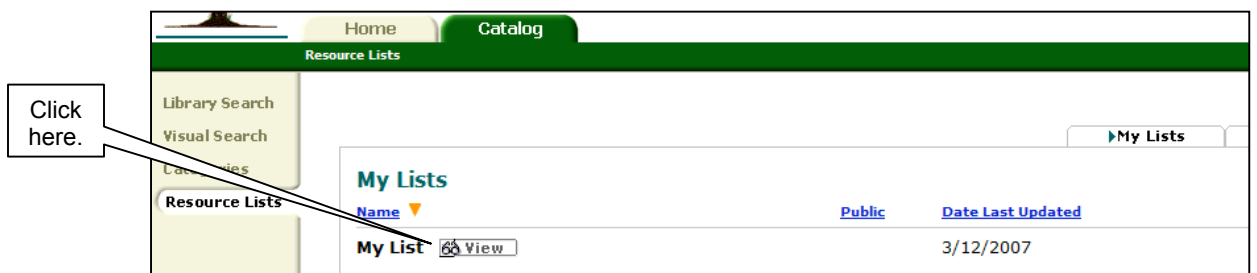 Home Catalog
Resource Lists
Click
here.
Library Search
Visual Search
Categories
Resource Lists
My Lists
My Lists
Name Public Date Last Updated
My List View 3/12/2007